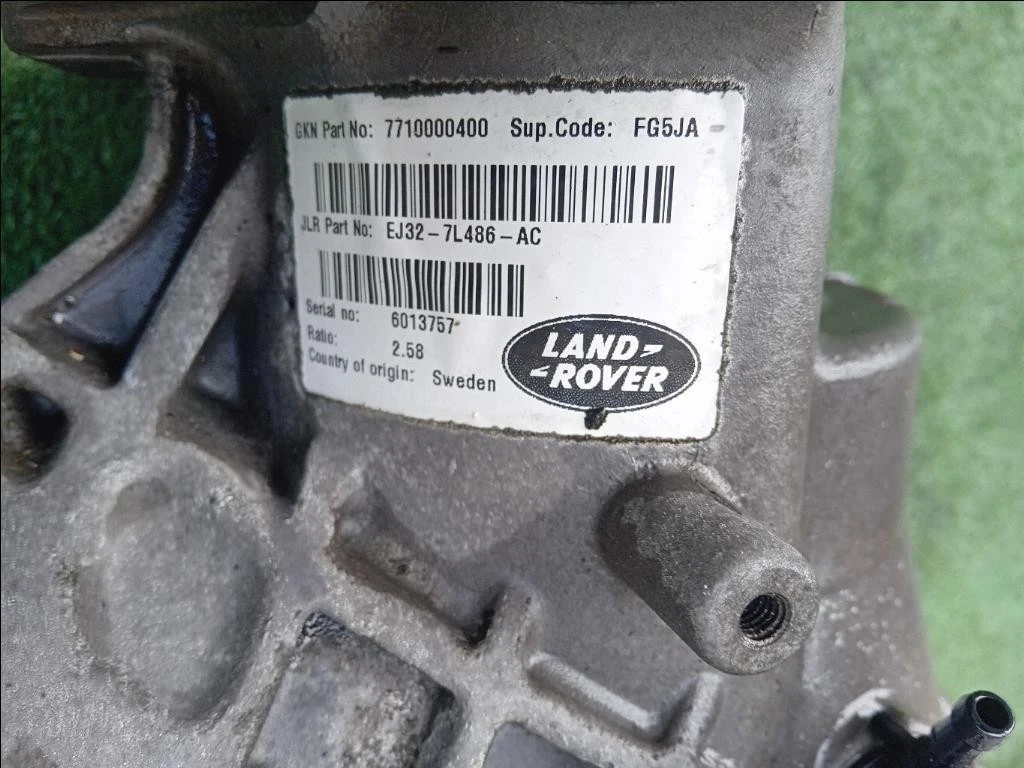 GKN Part No: 7710000400 Sup.Code: FG5JA
JLR Part No: EJ32-7L486-AC
Serial no: 6013757
Ratio: 2.58
Country of origin: Sweden
LAND
ROVER